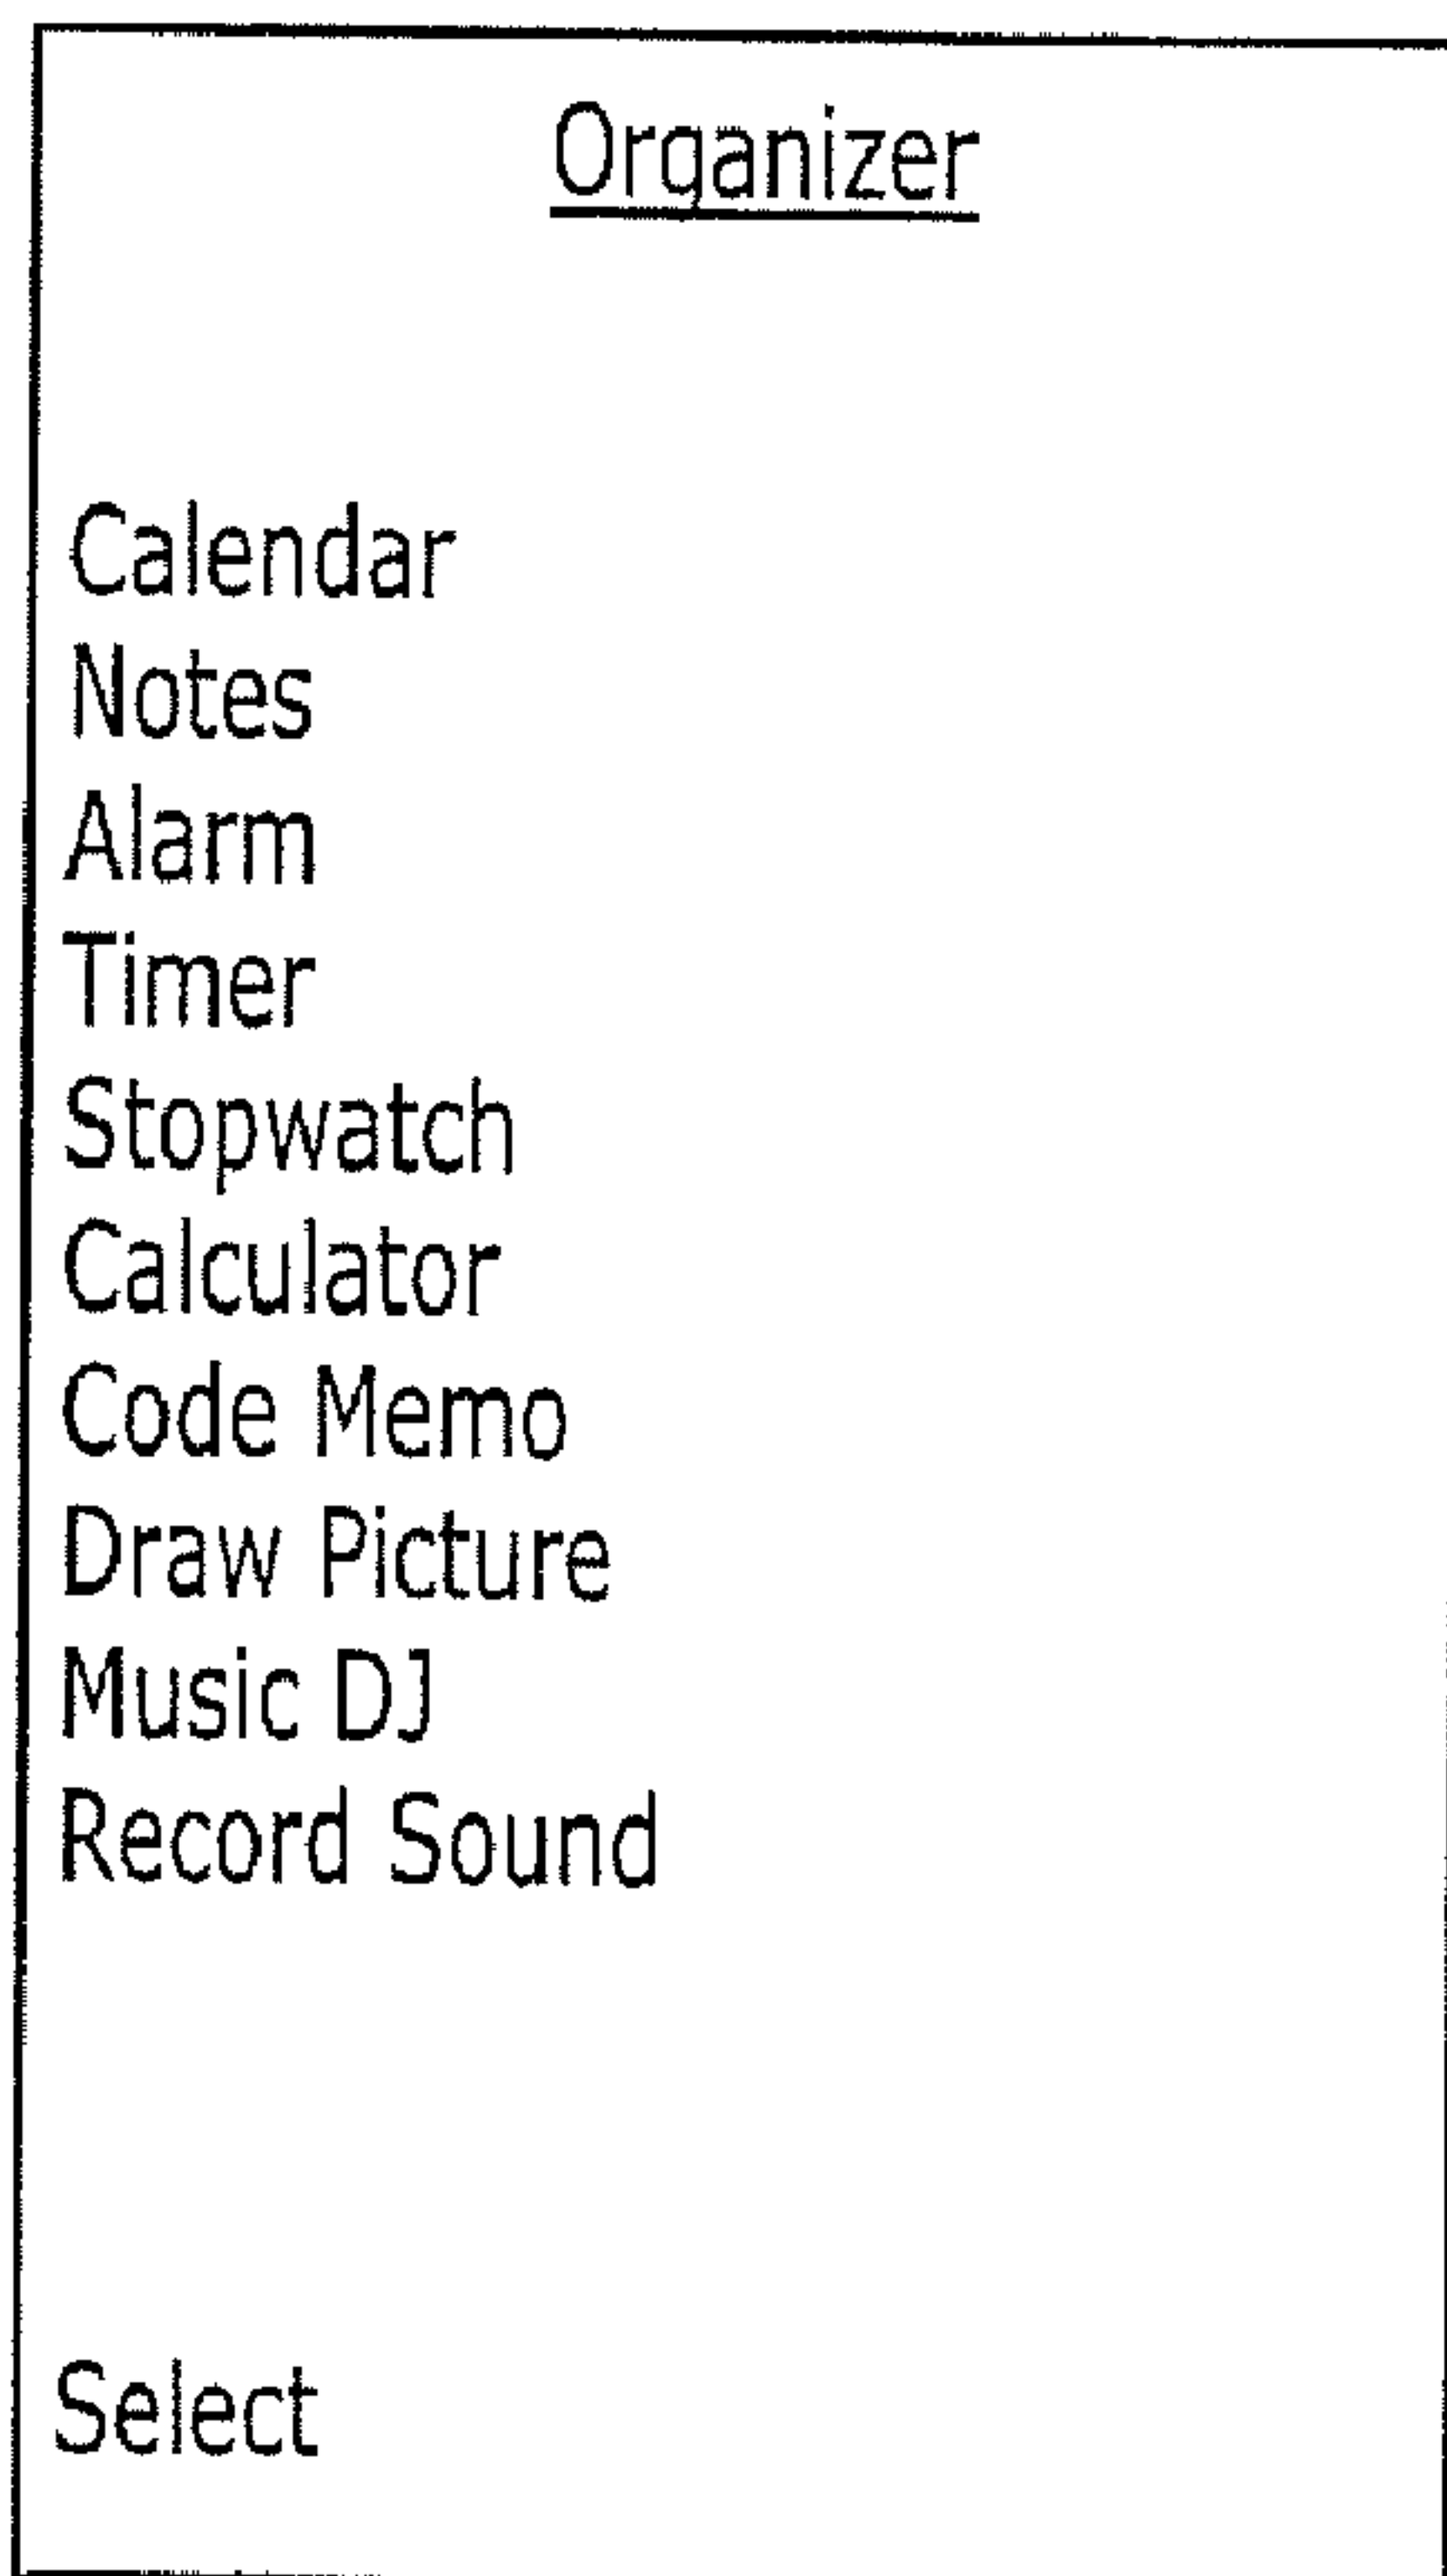 Organizer
Calendar
Notes
Alarm
Timer
Stopwatch
Calculator
Code Memo
Draw Picture
Music DJ
Record Sound
Select